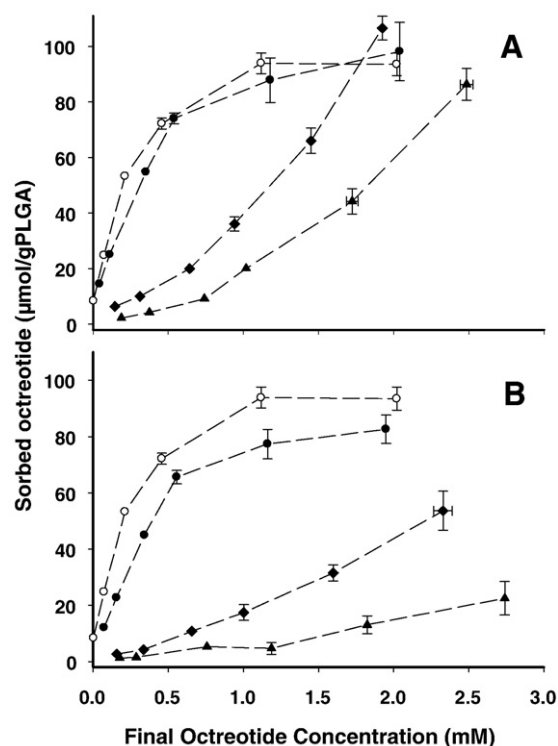 A
100
80
60
40
20
0
Sorbed octreotide (μmol/gPLGA)
B
100
80
60
40
20
0
0.0 0.5 1.0 1.5 2.0 2.5 3.0
Final Octreotide Concentration (mM)